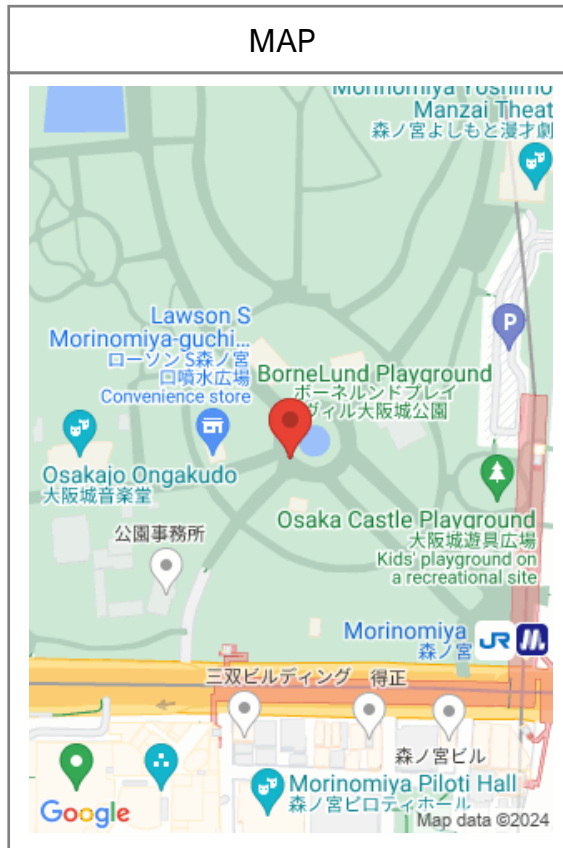 MAP
Morinomiya Yoshimo
Manzai Theat
森ノ宮よしもと漫才劇
P
Lawson S
Morinomiya-guchi...
ローソン S森ノ宮
口噴水広場
Convenience store
BorneLund Playground
ボーネルンドプレイ
ヴィル大阪城公園
Osakajo Ongakudo
大阪城音楽堂
Osaka Castle Playground
大阪城遊具広場
Kids' playground on
a recreational site
公園事務所
Morinomiya JR
森ノ宮
三双ビルディング 得正
森ノ宮ビル
Morinomiya Piloti Hall
森ノ宮ピロティホール
Google
Map data ©2024